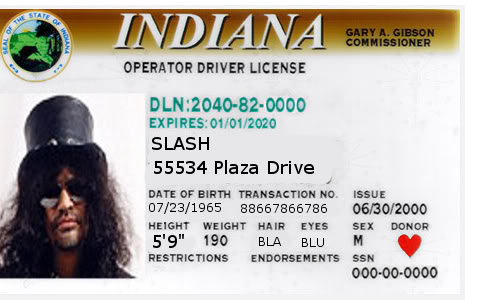 SEAL OF THE STATE OF INDIANA
INDIANA
GARY A. GIBSON
COMMISSIONER
OPERATOR DRIVER LICENSE
DLN:2040-82-0000
EXPIRES: 01/01/2020
SLASH
55534 Plaza Drive
DATE OF BIRTH TRANSACTION NO. ISSUE
07/23/1965 88667866786 06/30/2000
HEIGHT WEIGHT HAIR EYES SEX DONOR
5'9" 190 BLA BLU M
RESTRICTIONS ENDORSEMENTS SSN
000-00-0000